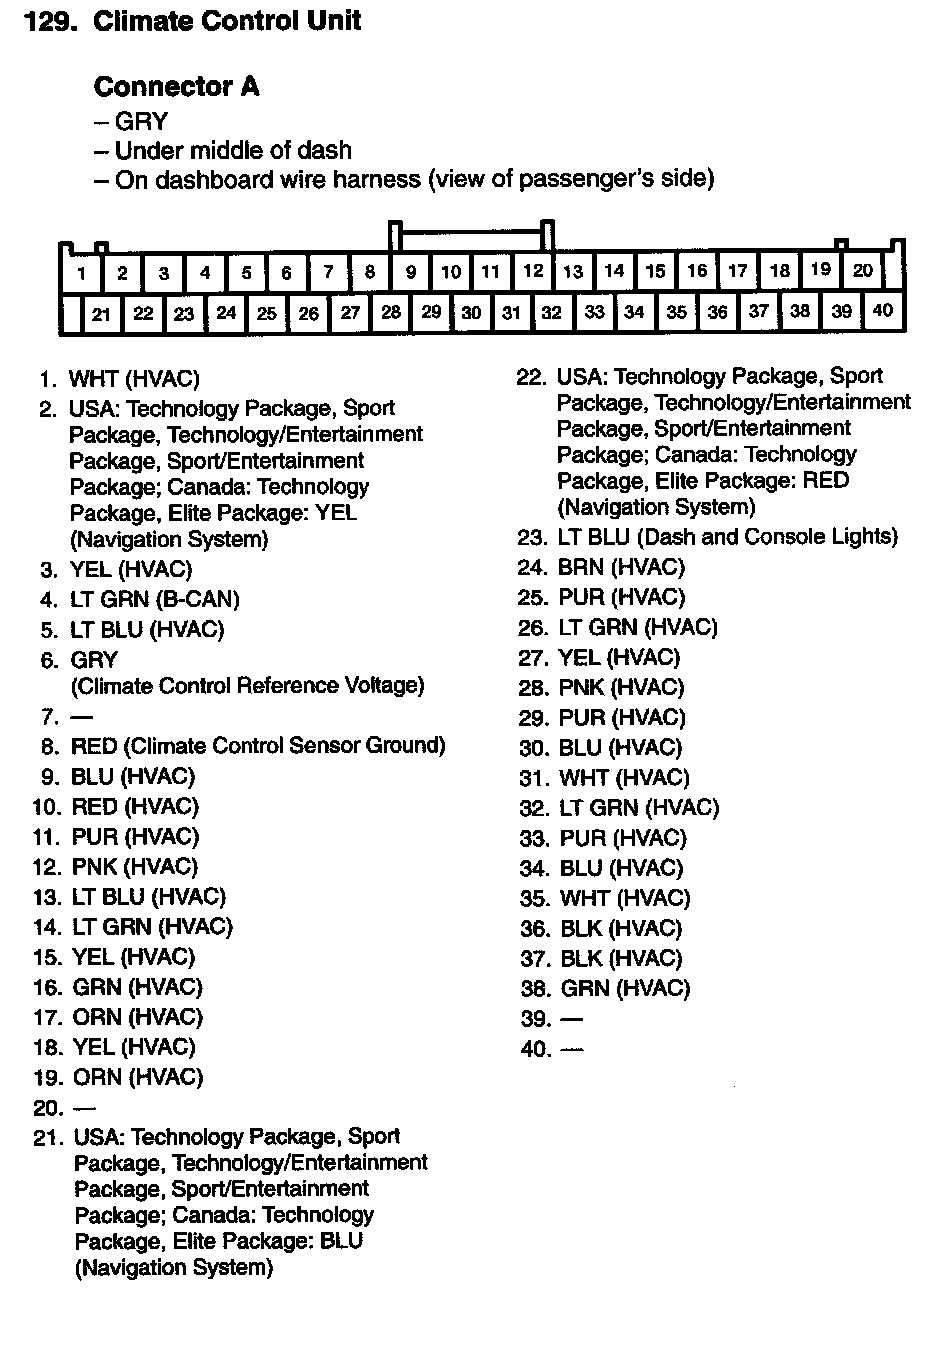 129. Climate Control Unit
Connector A
– GRY
– Under middle of dash
– On dashboard wire harness (view of passenger's side)
1 2 3 4 5 6 7 8 9 10 11 12 13 14 15 16 17 18 19 20
21 22 23 24 25 26 27 28 29 30 31 32 33 34 35 36 37 38 39 40
1. WHT (HVAC)
2. USA: Technology Package, Sport
Package, Technology/Entertainment
Package, Sport/Entertainment
Package; Canada: Technology
Package, Elite Package: YEL
(Navigation System)
3. YEL (HVAC)
4. LT GRN (B-CAN)
5. LT BLU (HVAC)
6. GRY
(Climate Control Reference Voltage)
7. —
8. RED (Climate Control Sensor Ground)
9. BLU (HVAC)
10. RED (HVAC)
11. PUR (HVAC)
12. PNK (HVAC)
13. LT BLU (HVAC)
14. LT GRN (HVAC)
15. YEL (HVAC)
16. GRN (HVAC)
17. ORN (HVAC)
18. YEL (HVAC)
19. ORN (HVAC)
20. —
21. USA: Technology Package, Sport
Package, Technology/Entertainment
Package, Sport/Entertainment
Package; Canada: Technology
Package, Elite Package: BLU
(Navigation System)
22. USA: Technology Package, Sport
Package, Technology/Entertainment
Package, Sport/Entertainment
Package; Canada: Technology
Package, Elite Package: RED
(Navigation System)
23. LT BLU (Dash and Console Lights)
24. BRN (HVAC)
25. PUR (HVAC)
26. LT GRN (HVAC)
27. YEL (HVAC)
28. PNK (HVAC)
29. PUR (HVAC)
30. BLU (HVAC)
31. WHT (HVAC)
32. LT GRN (HVAC)
33. PUR (HVAC)
34. BLU (HVAC)
35. WHT (HVAC)
36. BLK (HVAC)
37. BLK (HVAC)
38. GRN (HVAC)
39. —
40. —